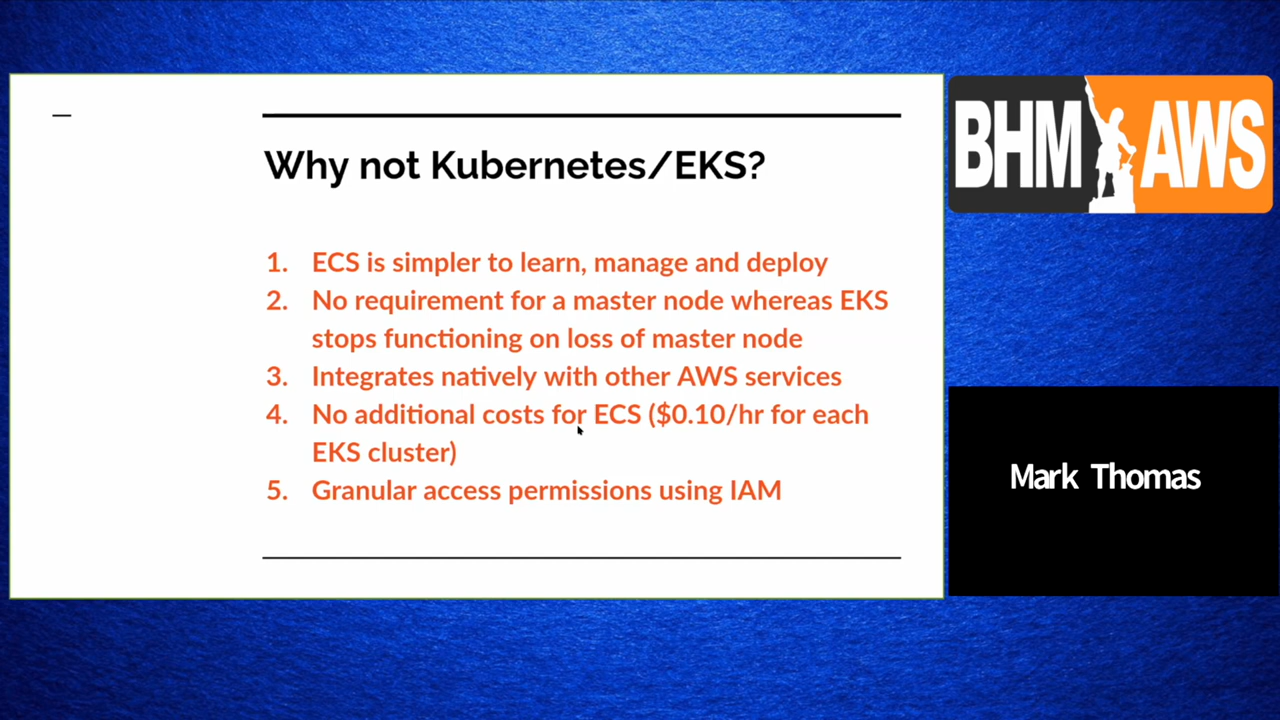 Why not Kubernetes/EKS?
1. ECS is simpler to learn, manage and deploy
2. No requirement for a master node whereas EKS
stops functioning on loss of master node
3. Integrates natively with other AWS services
4. No additional costs for ECS ($0.10/hr for each
EKS cluster)
5. Granular access permissions using IAM
BHM AWS
Mark Thomas